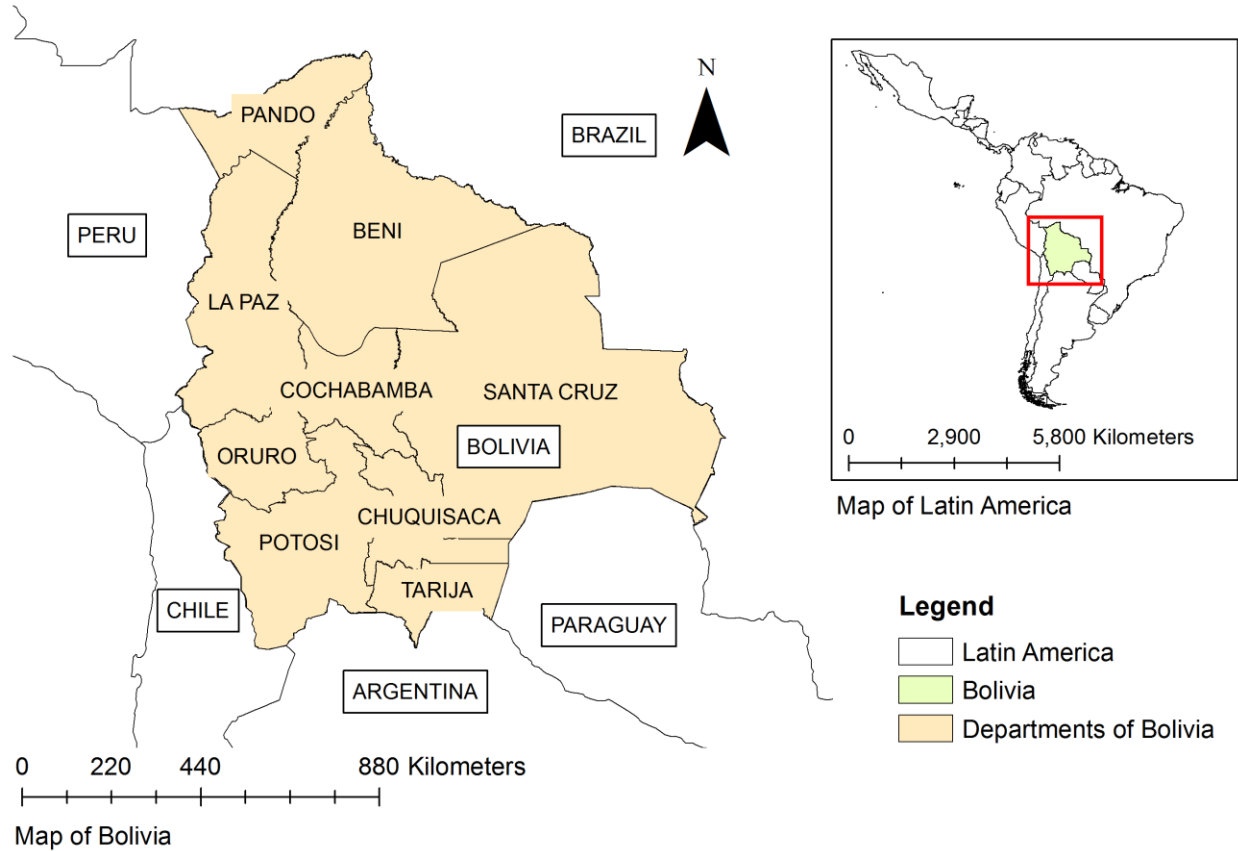 PANDO
N
BRAZIL
PERU
BENI
LA PAZ
COCHABAMBA
SANTA CRUZ
ORURO
BOLIVIA
CHUQUISACA
POTOSI
TARIJA
CHILE
PARAGUAY
ARGENTINA
0 220 440 880 Kilometers
Map of Bolivia
0 2,900 5,800 Kilometers
Map of Latin America
Legend
Latin America
Bolivia
Departments of Bolivia